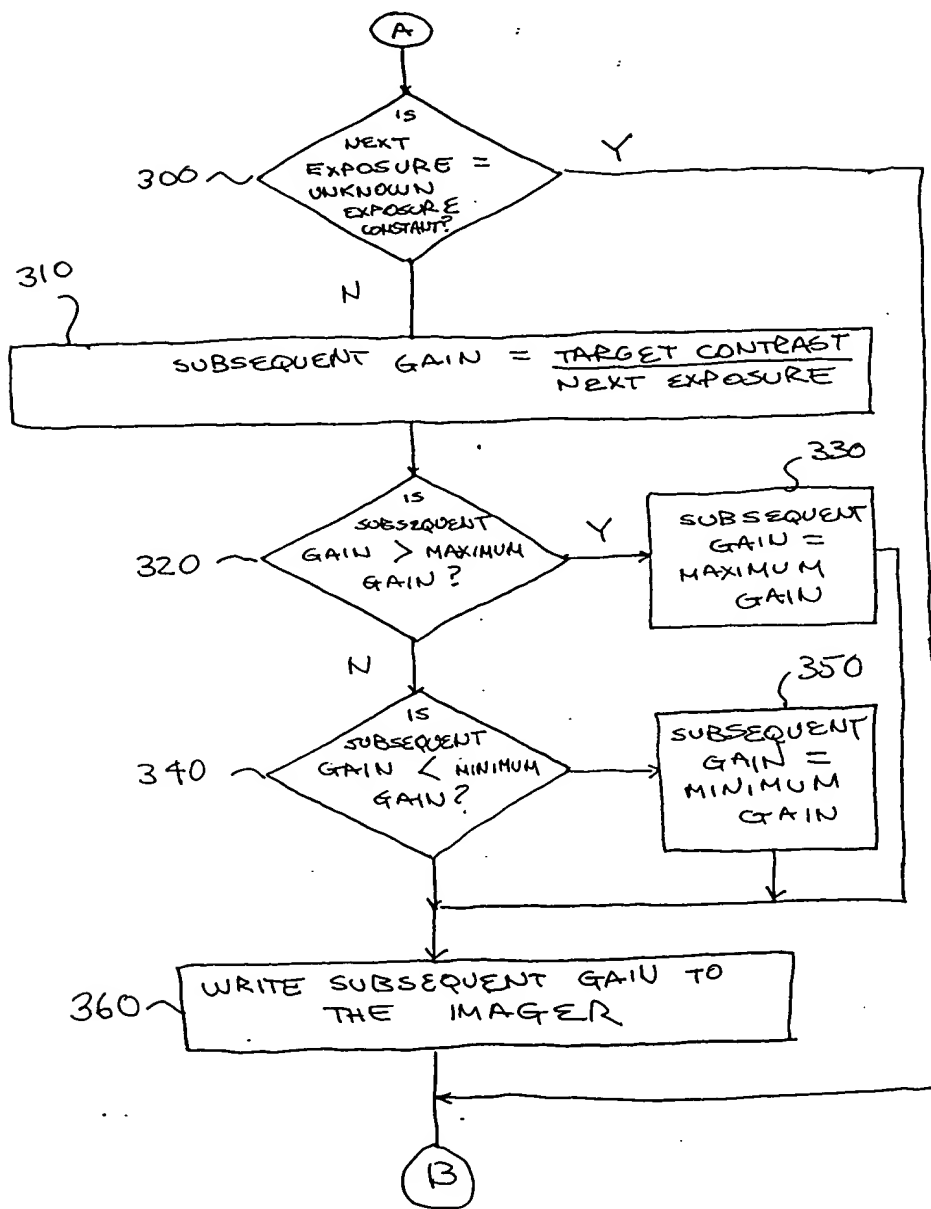 A
IS
NEXT
EXPOSURE =
UNKNOWN
EXPOSURE
CONSTANT?
Y
300
N
310
SUBSEQUENT GAIN = TARGET CONTRAST
NEXT EXPOSURE
IS
SUBSEQUENT
GAIN > MAXIMUM
GAIN?
320
Y
330
SUBSEQUENT
GAIN =
MAXIMUM
GAIN
N
IS
SUBSEQUENT
GAIN < MINIMUM
GAIN?
340
350
SUBSEQUENT
GAIN =
MINIMUM
GAIN
WRITE SUBSEQUENT GAIN TO
THE IMAGER
360
B